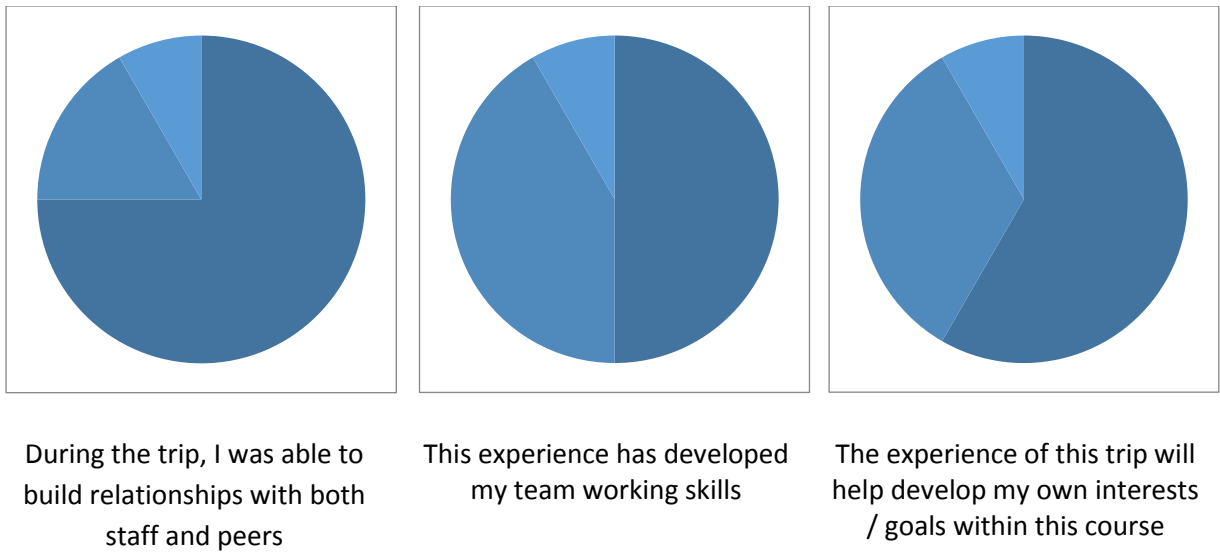 During the trip, I was able to
build relationships with both
staff and peers
This experience has developed
my team working skills
The experience of this trip will
help develop my own interests
/ goals within this course